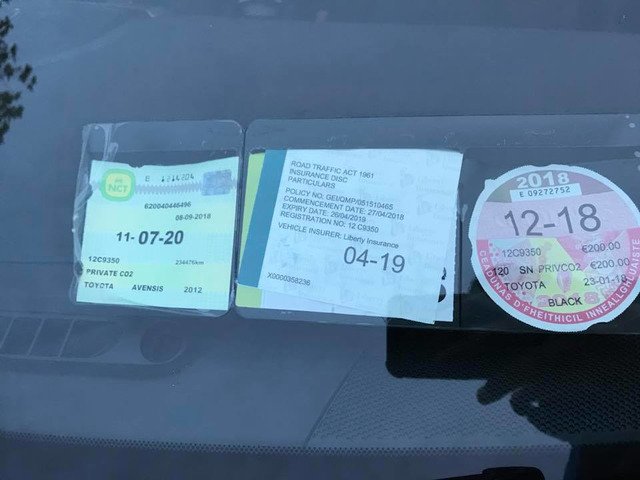 NCT
E 1314204
620040446496
08-09-2018
11-07-20
12C9350 234476km
PRIVATE CO2
TOYOTA AVENSIS 2012
ROAD TRAFFIC ACT 1961
INSURANCE DISC
PARTICULARS
POLICY NO: GEI/QMP/051510465
COMMENCEMENT DATE: 27/04/2018
EXPIRY DATE: 26/04/2019
REGISTRATION NO: 12 C9350
VEHICLE INSURER: Liberty Insurance
04-19
X0000358236
2018
E 09272752
12-18
12C9350 €200.00
120 SN PRIVCO2 €200.00
TOYOTA 23-01-18
BLACK
CEADÚNAS D'FHEITHICIL INNEALLGHLUAISTE